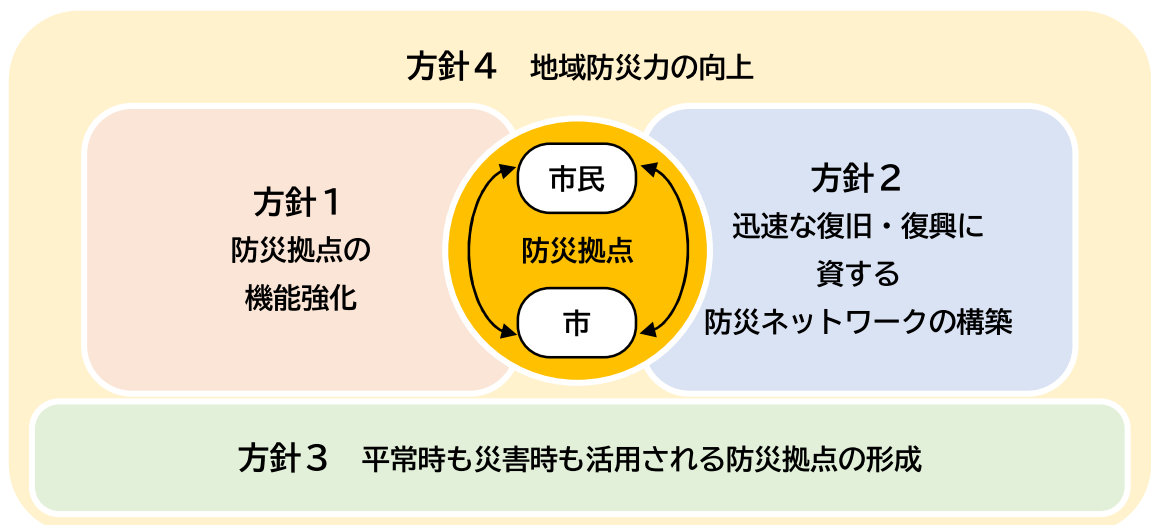 方針４　地域防災力の向上
方針１
防災拠点の
機能強化
市民
防災拠点
市
方針２
迅速な復旧・復興に
資する
防災ネットワークの構築
方針３　平常時も災害時も活用される防災拠点の形成